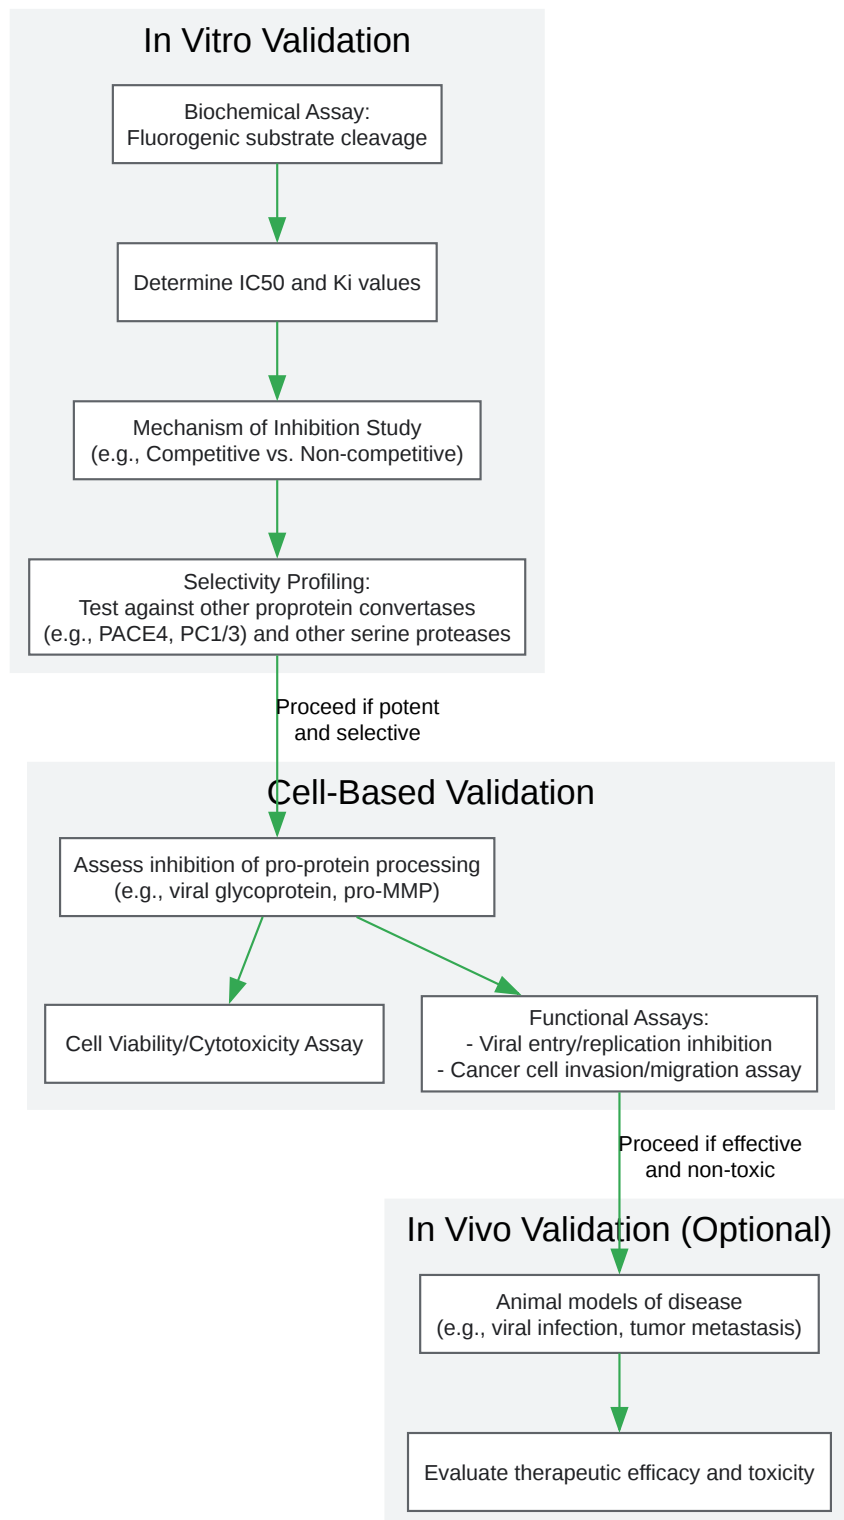 In Vitro Validation
Biochemical Assay:
Fluorogenic substrate cleavage
Determine IC50 and Ki values
Mechanism of Inhibition Study
(e.g., Competitive vs. Non-competitive)
Selectivity Profiling:
Test against other proprotein convertases
(e.g., PACE4, PC1/3) and other serine proteases
Proceed if potent
and selective
Cell-Based Validation
Assess inhibition of pro-protein processing
(e.g., viral glycoprotein, pro-MMP)
Cell Viability/Cytotoxicity Assay
Functional Assays:
- Viral entry/replication inhibition
- Cancer cell invasion/migration assay
Proceed if effective
and non-toxic
In Vivo Validation (Optional)
Animal models of disease
(e.g., viral infection, tumor metastasis)
Evaluate therapeutic efficacy and toxicity